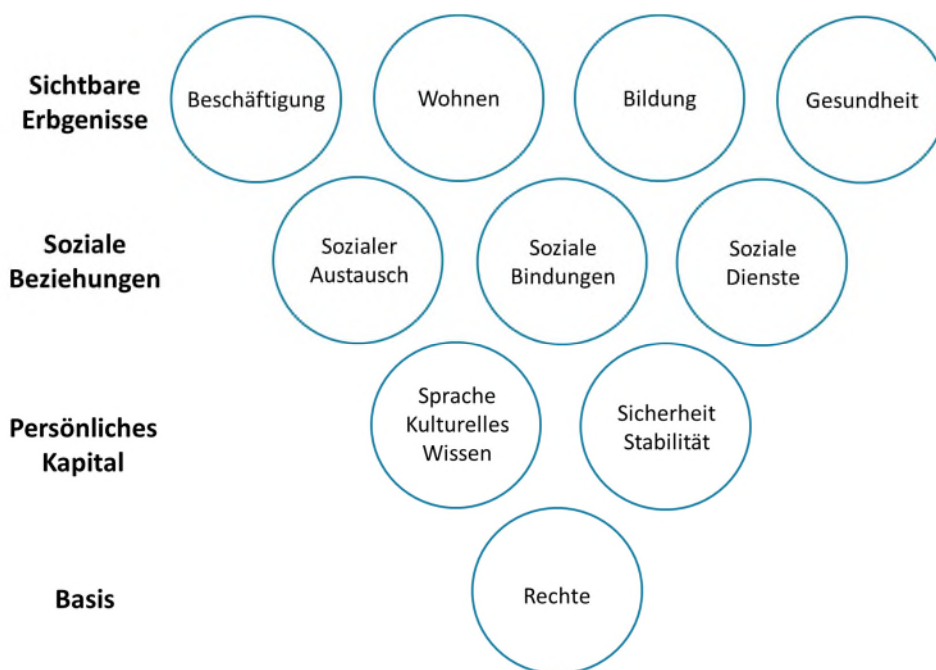 Sichtbare
Erbgenisse
Beschäftigung
Wohnen
Bildung
Gesundheit
Soziale
Beziehungen
Sozialer
Austausch
Soziale
Bindungen
Soziale
Dienste
Persönliches
Kapital
Sprache
Kulturelles
Wissen
Sicherheit
Stabilität
Basis
Rechte